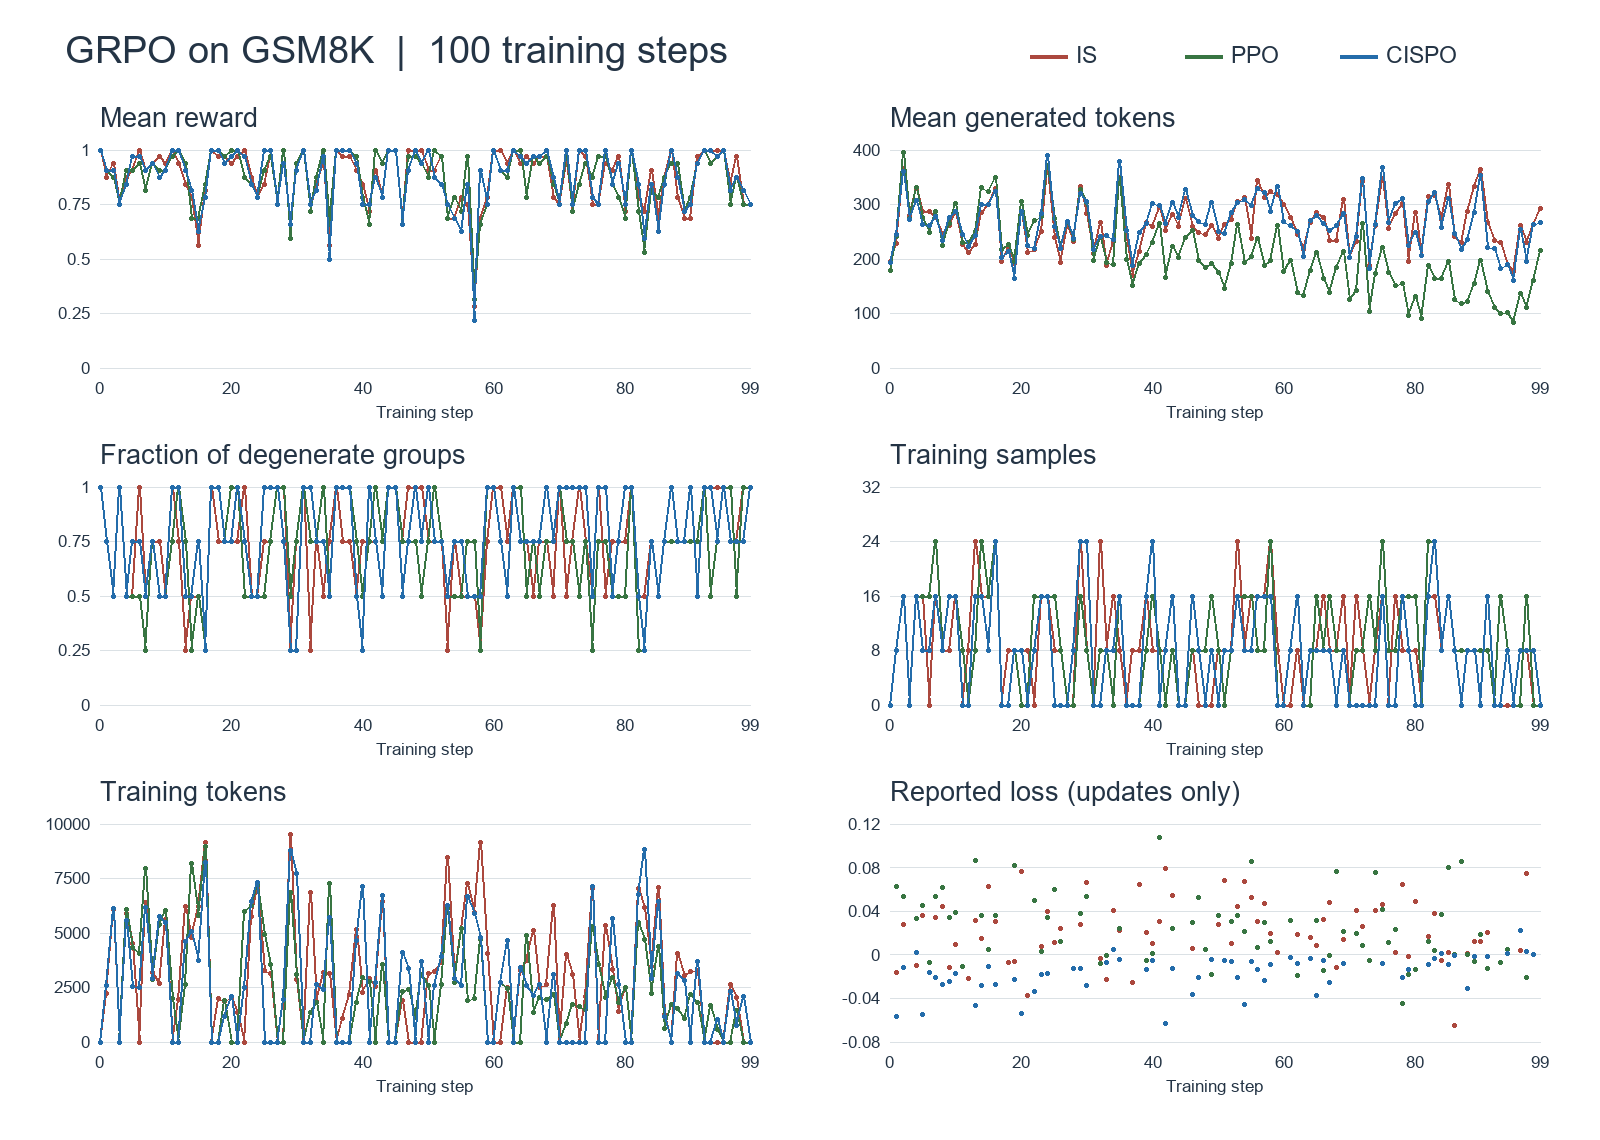 GRPO on GSM8K | 100 training steps
IS PPO CISPO
Mean reward
1
0.75
0.5
0.25
0
0 20 40 60 80 99
Training step
Mean generated tokens
400
300
200
100
0
0 20 40 60 80 99
Training step
Fraction of degenerate groups
1
0.75
0.5
0.25
0
0 20 40 60 80 99
Training step
Training samples
32
24
16
8
0
0 20 40 60 80 99
Training step
Training tokens
10000
7500
5000
2500
0
0 20 40 60 80 99
Training step
Reported loss (updates only)
0.12
0.08
0.04
0
-0.04
-0.08
0 20 40 60 80 99
Training step